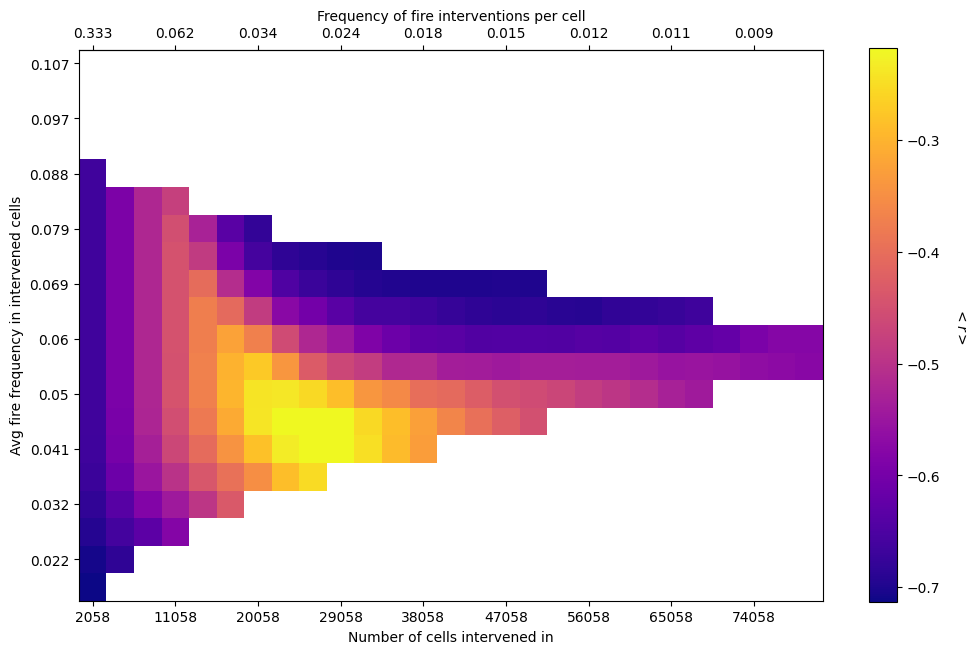 Frequency of fire interventions per cell
0.333 0.062 0.034 0.024 0.018 0.015 0.012 0.011 0.009
0.107
0.097
0.088
0.079
0.069
0.06
0.05
0.041
0.032
0.022
Avg fire frequency in intervened cells
2058 11058 20058 29058 38058 47058 56058 65058 74058
Number of cells intervened in
−0.3
−0.4
−0.5
−0.6
−0.7
< r >